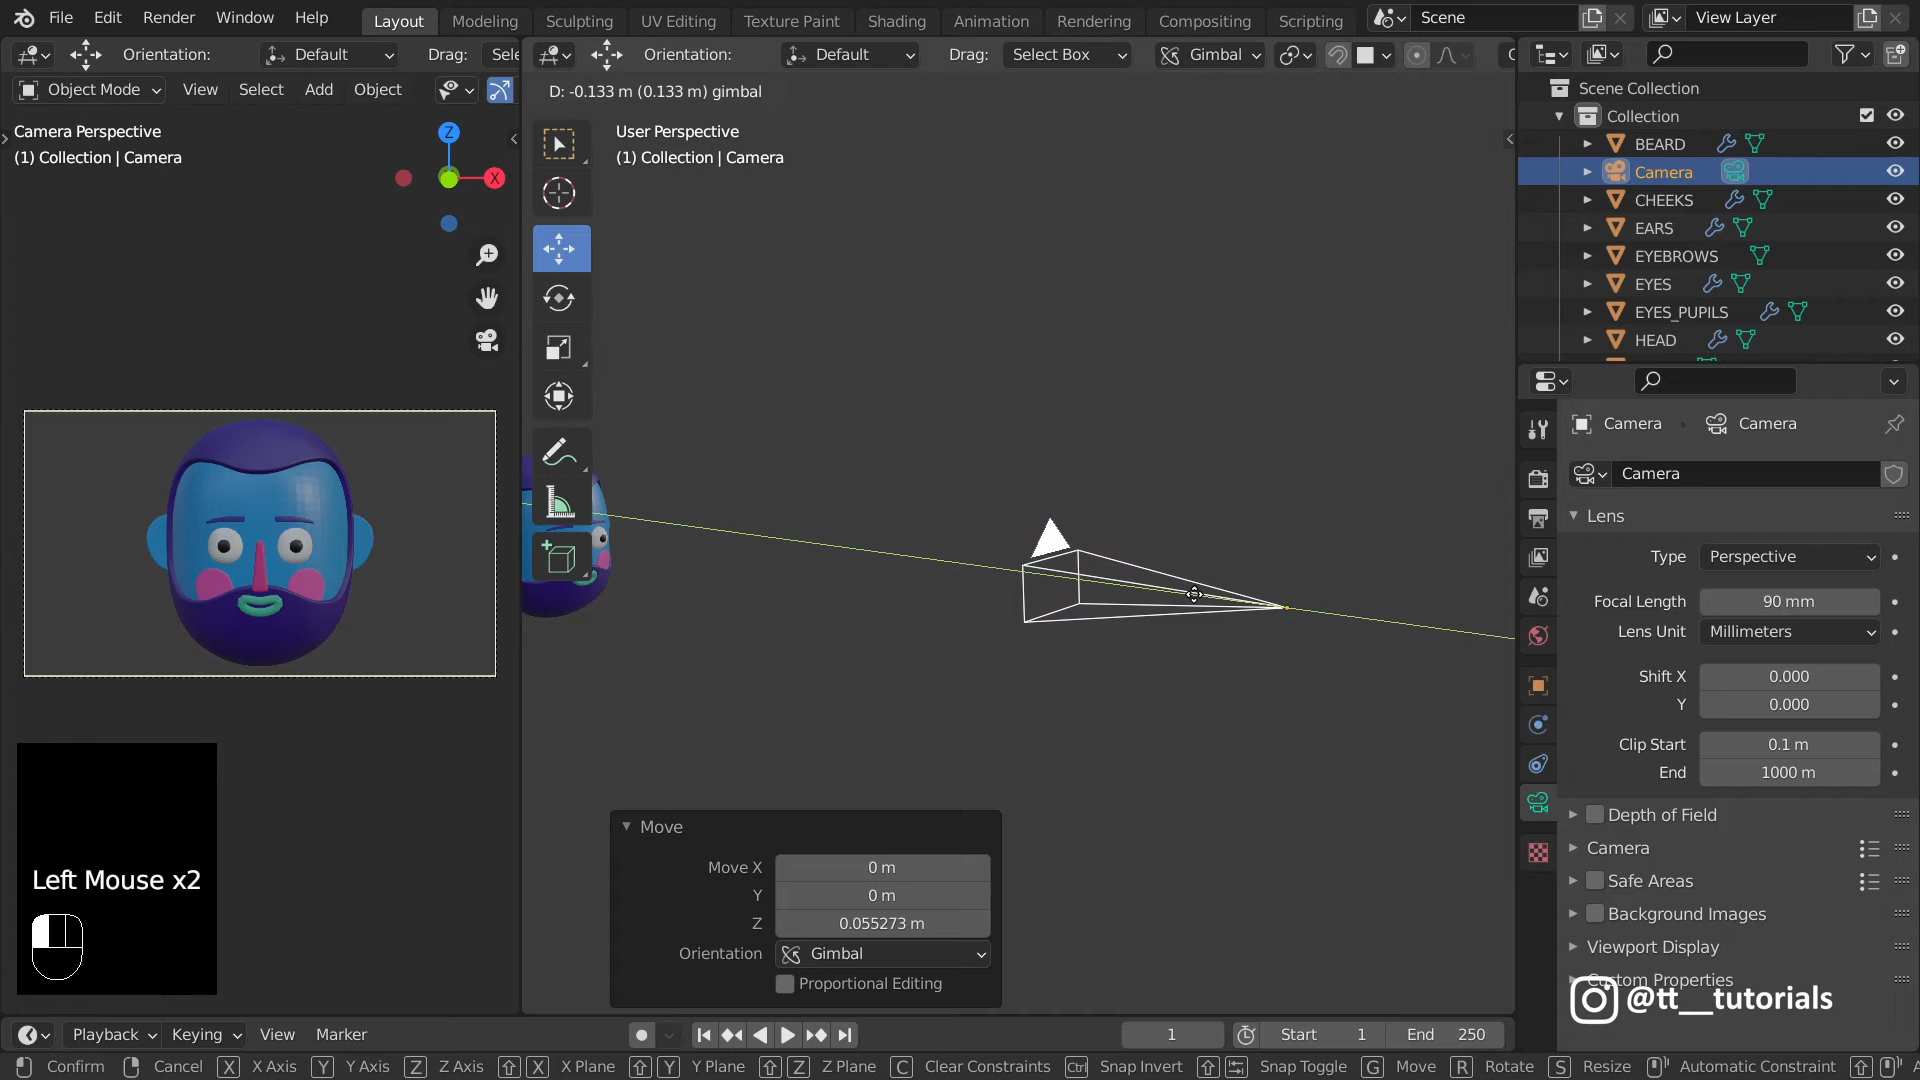 File Edit Render Window Help Layout Modeling Sculpting UV Editing Texture Paint Shading Animation Rendering Compositing Scripting Scene View Layer
Orientation: Default Drag: Sele Orientation: Default Drag: Select Box Gimbal
Object Mode View Select Add Object D: -0.133 m (0.133 m) gimbal
Camera Perspective
(1) Collection | Camera
Z
X
User Perspective
(1) Collection | Camera
Scene Collection
Collection
BEARD
Camera
CHEEKS
EARS
EYEBROWS
EYES
EYES_PUPILS
HEAD
Camera Camera
Camera
Lens
Type Perspective
Focal Length 90 mm
Lens Unit Millimeters
Shift X 0.000
Y 0.000
Clip Start 0.1 m
End 1000 m
Depth of Field
Camera
Safe Areas
Background Images
Viewport Display
Custom Properties
@tt__tutorials
Left Mouse x2
Move
Move X 0 m
Y 0 m
Z 0.055273 m
Orientation Gimbal
Proportional Editing
Playback Keying View Marker 1 Start 1 End 250
Confirm Cancel X X Axis Y Y Axis Z Z Axis X X Plane Y Y Plane Z Z Plane C Clear Constraints Ctrl Snap Invert Snap Toggle G Move R Rotate S Resize Automatic Constraint